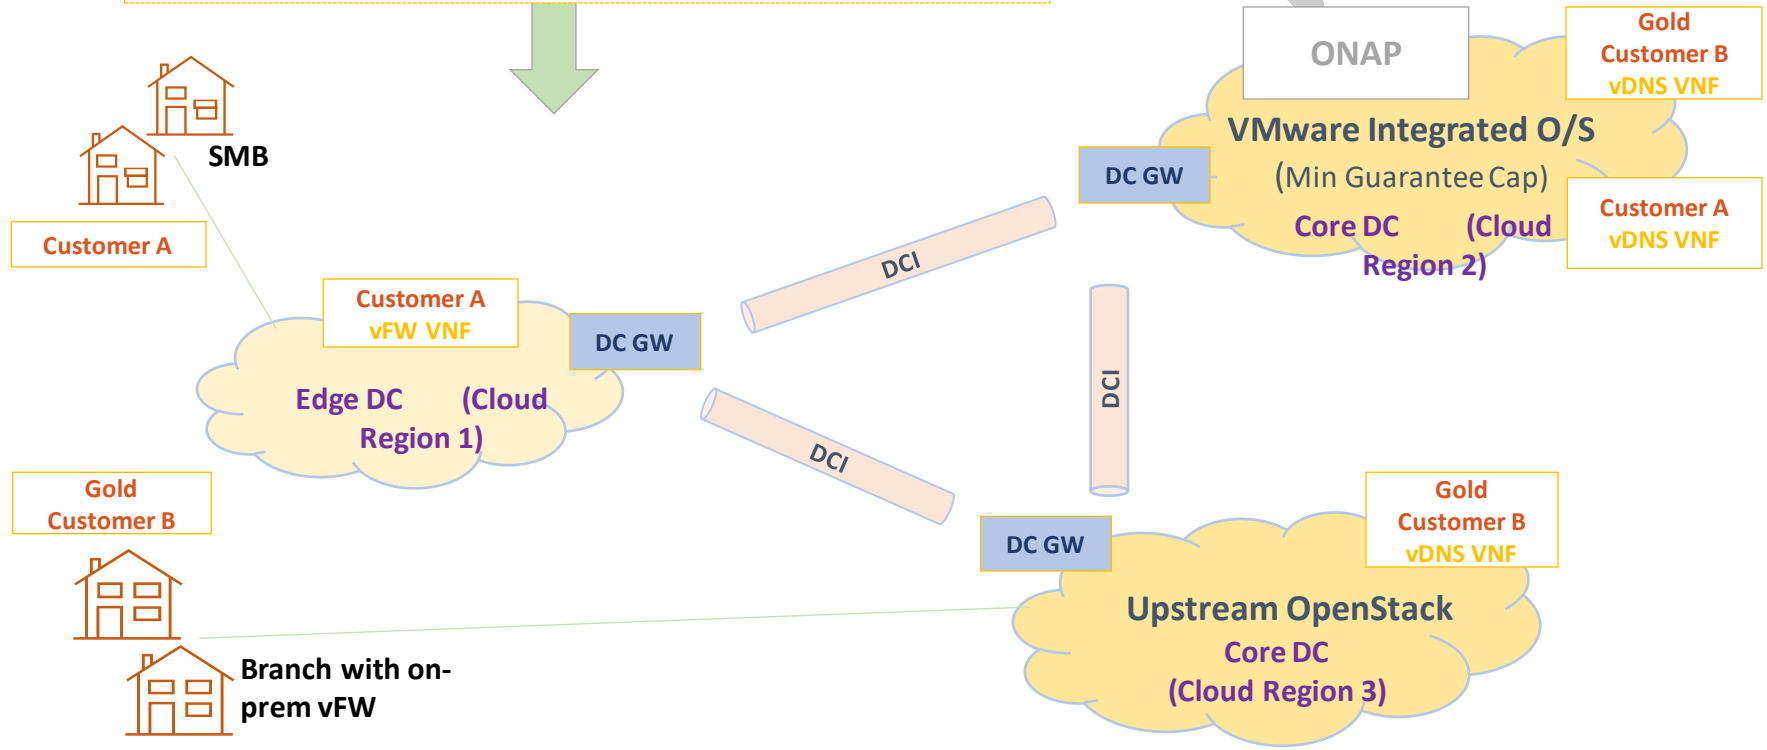 ONAP
Gold
Customer B
vDNS VNF
VMware Integrated O/S
(Min Guarantee Cap)
Core DC (Cloud
Region 2)
DC GW
Customer A
vDNS VNF
SMB
Customer A
DCI
Customer A
vFW VNF
DC GW
Edge DC (Cloud
Region 1)
DCI
DCI
Gold
Customer B
Branch with on-
prem vFW
DC GW
Gold
Customer B
vDNS VNF
Upstream OpenStack
Core DC
(Cloud Region 3)